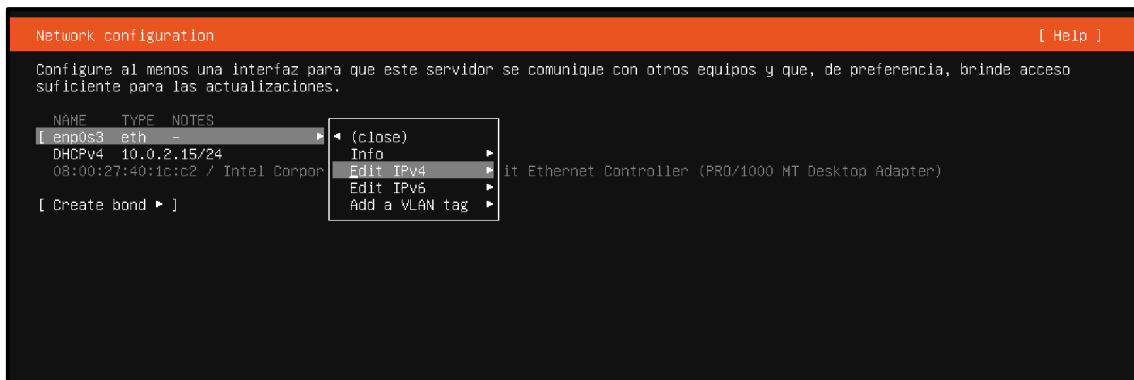 Network configuration [ Help ]
Configure al menos una interfaz para que este servidor se comunique con otros equipos y que, de preferencia, brinde acceso
suficiente para las actualizaciones.
NAME TYPE NOTES
[ enp0s3 eth - ▸ ◂ (close)
DHCPv4 10.0.2.15/24 Info ▸
08:00:27:40:1c:c2 / Intel Corpor Edit IPv4 ▸ it Ethernet Controller (PRO/1000 MT Desktop Adapter)
Edit IPv6 ▸
[ Create bond ▸ ] Add a VLAN tag ▸